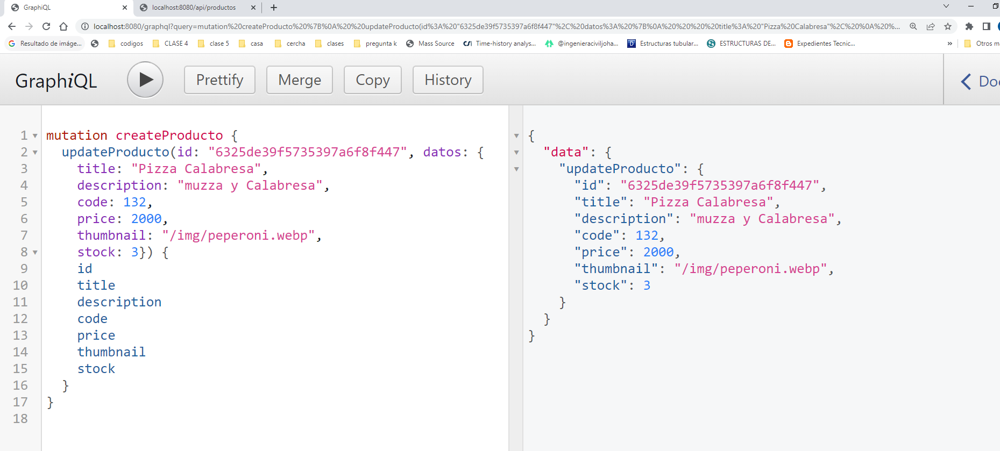 GraphiQL
localhost:8080/api/productos
localhost:8080/graphql?query=mutation%20createProducto%20%7B%0A%20%20updateProducto(id%3A%20"6325de39f5735397a6f8f447"%2C%20datos%3A%20%7B%0A%20%20%20%20title%3A%20"Pizza%20Calabresa"%2C%20%0A%20%...
Resultado de imáge... codigos CLASE 4 clase 5 casa cercha clases pregunta k Mass Source Time-history analys... @ingenieraciviljoha... Estructuras tubular... ESTRUCTURAS DE... Expedientes Tecnic... » Otros m
GraphiQL Prettify Merge Copy History Do
1 mutation createProducto {
2 updateProducto(id: "6325de39f5735397a6f8f447", datos: {
3 title: "Pizza Calabresa",
4 description: "muzza y Calabresa",
5 code: 132,
6 price: 2000,
7 thumbnail: "/img/peperoni.webp",
8 stock: 3}) {
9 id
10 title
11 description
12 code
13 price
14 thumbnail
15 stock
16 }
17 }
18
{
"data": {
"updateProducto": {
"id": "6325de39f5735397a6f8f447",
"title": "Pizza Calabresa",
"description": "muzza y Calabresa",
"code": 132,
"price": 2000,
"thumbnail": "/img/peperoni.webp",
"stock": 3
}
}
}